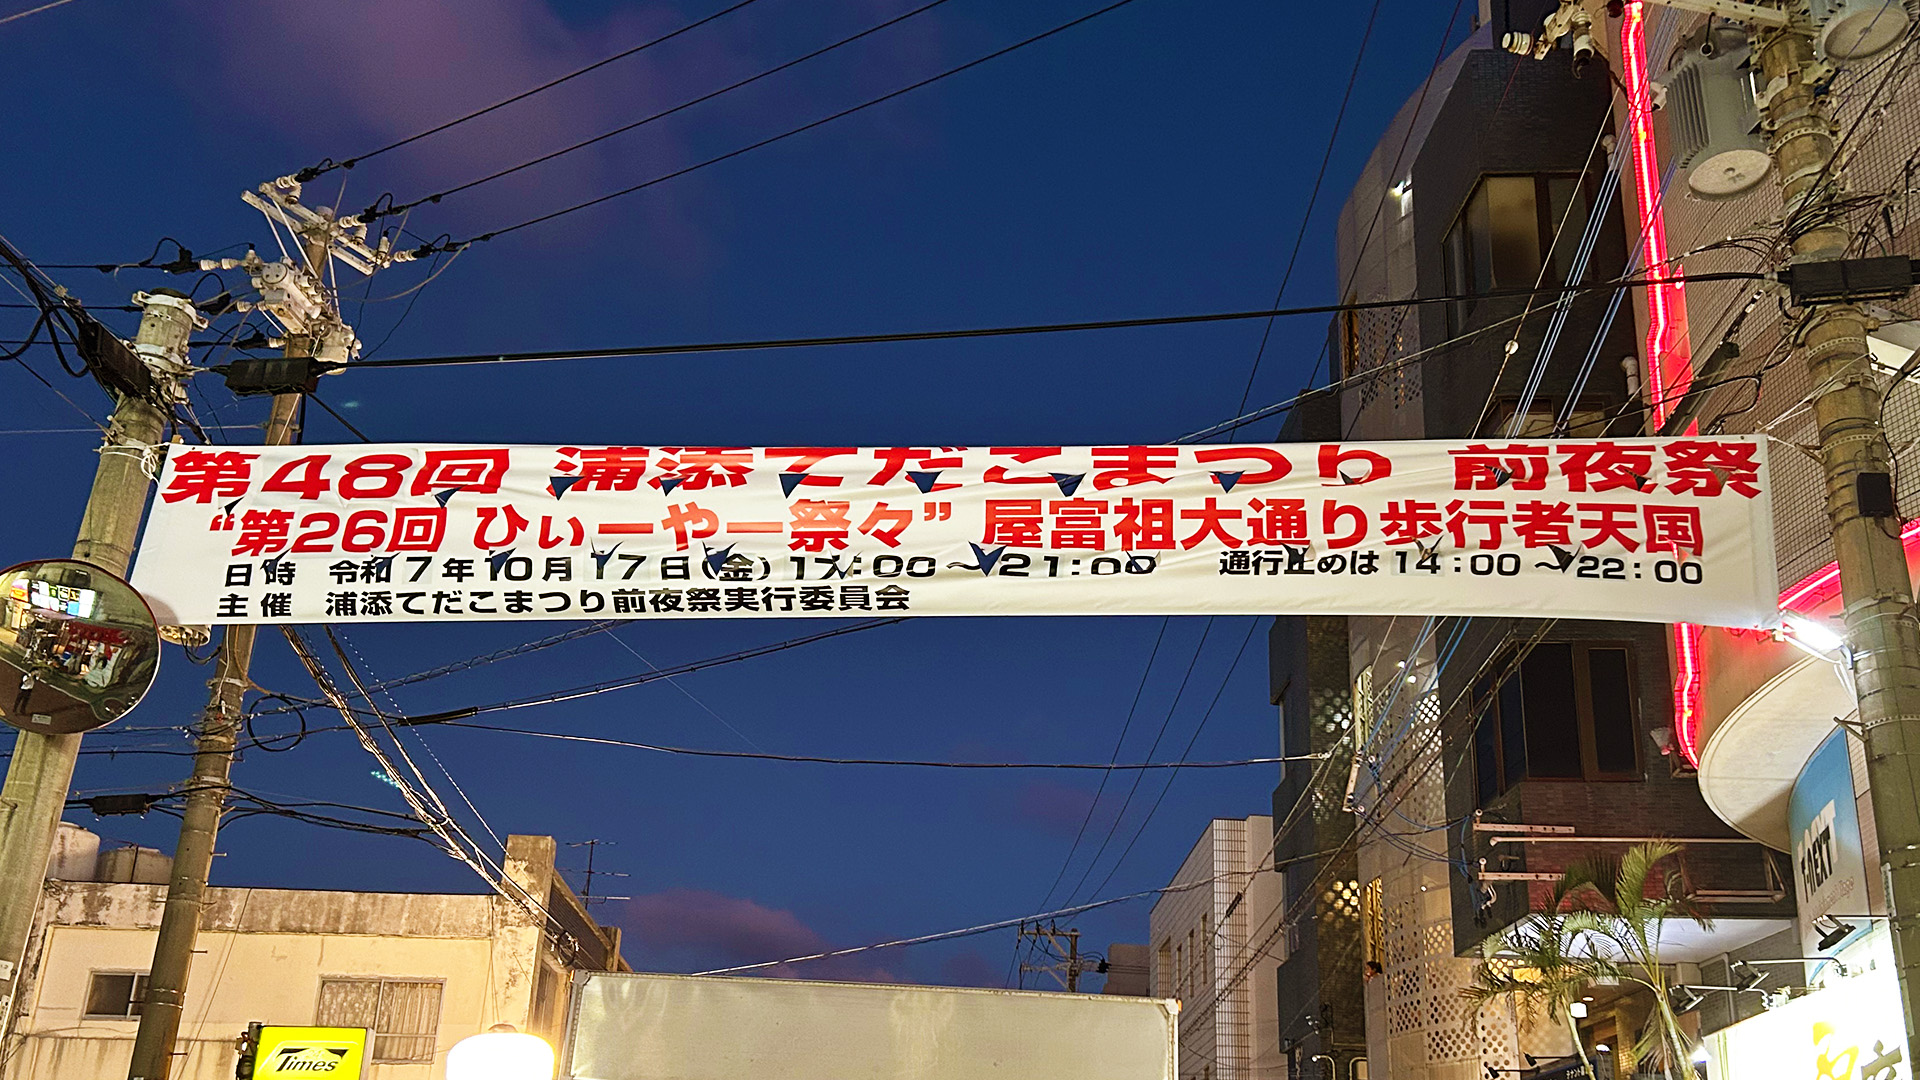 第48回 浦添てだこまつり 前夜祭
“第26回 ひぃーやー祭々” 屋富祖大通り歩行者天国
日時 令和7年10月17日(金) 17:00～21:00 通行止めは14:00～22:00
主催 浦添てだこまつり前夜祭実行委員会
T-NEXT
Times